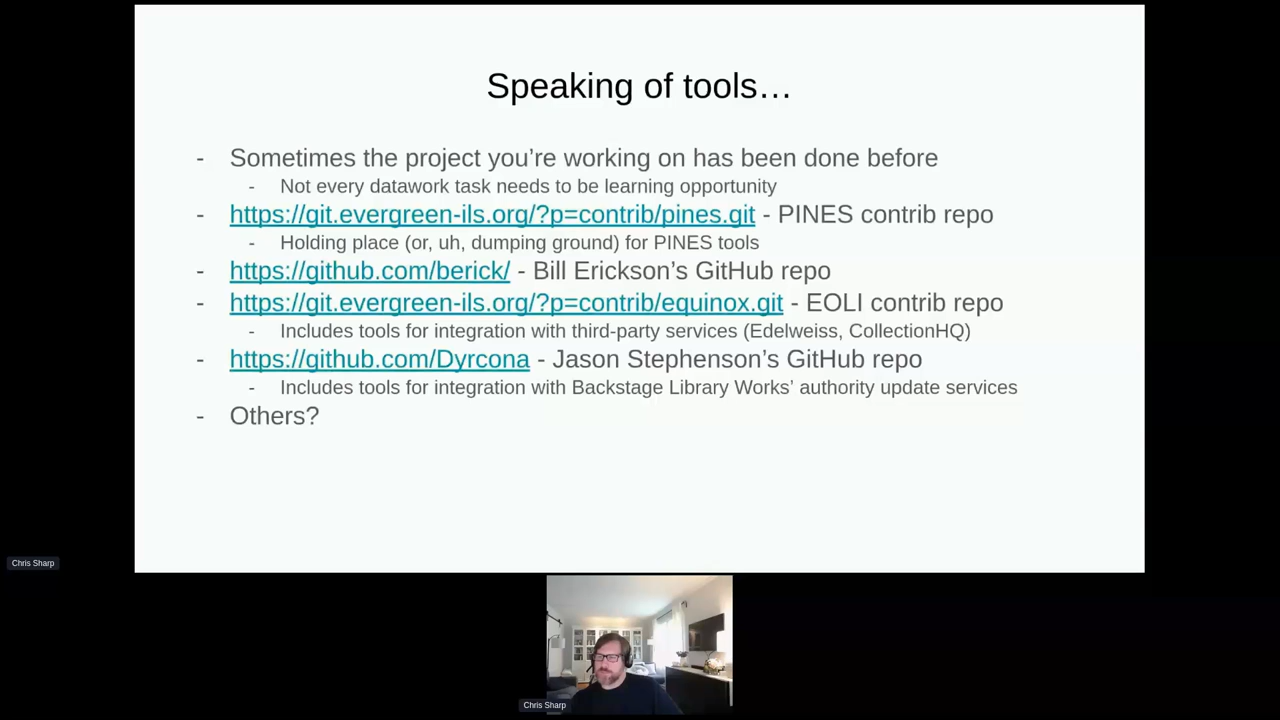 Speaking of tools…
- Sometimes the project you’re working on has been done before
- Not every datawork task needs to be learning opportunity
- https://git.evergreen-ils.org/?p=contrib/pines.git - PINES contrib repo
- Holding place (or, uh, dumping ground) for PINES tools
- https://github.com/berick/ - Bill Erickson’s GitHub repo
- https://git.evergreen-ils.org/?p=contrib/equinox.git - EOLI contrib repo
- Includes tools for integration with third-party services (Edelweiss, CollectionHQ)
- https://github.com/Dyrcona - Jason Stephenson’s GitHub repo
- Includes tools for integration with Backstage Library Works’ authority update services
- Others?
Chris Sharp
Chris Sharp